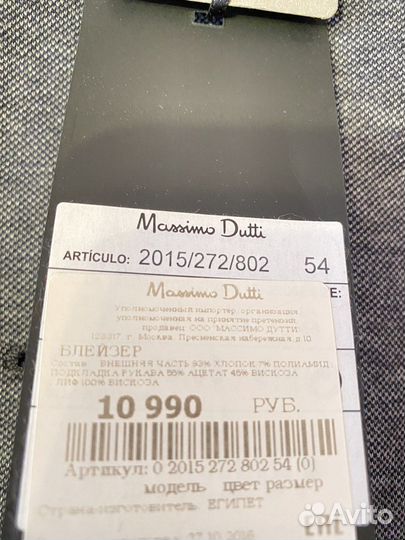 Massimo Dutti
ARTÍCULO: 2015/272/802 54
E:
Massimo Dutti
Уполномоченный импортер, организация
уполномоченная на принятие претензий,
продавец: ООО "МАССИМО ДУТТИ"
123317 г. Москва, Пресненская набережная д.10
БЛЕЙЗЕР
Состав: ВНЕШНЯЯ ЧАСТЬ 93% ХЛОПОК 7% ПОЛИАМИД
ПОДКЛАДКА РУКАВА 55% АЦЕТАТ 45% ВИСКОЗА
ЛИФ 100% ВИСКОЗА
10 990 РУБ.
Артикул: 0 2015 272 802 54 (0)
модель цвет размер
Страна-изготовитель ЕГИПЕТ
27.10.2016
Avito